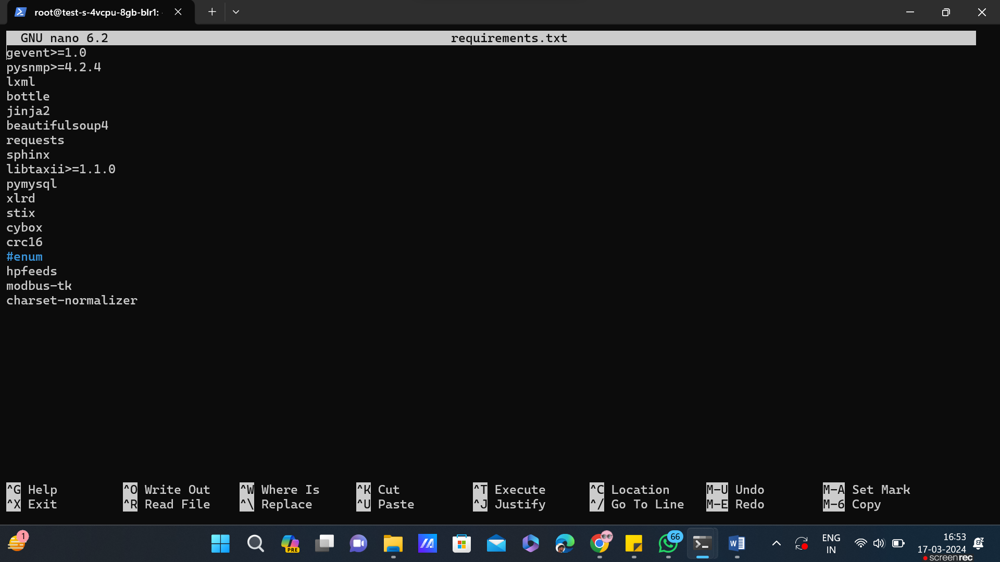 root@test-s-4vcpu-8gb-blr1:
GNU nano 6.2 requirements.txt
gevent>=1.0
pysnmp>=4.2.4
lxml
bottle
jinja2
beautifulsoup4
requests
sphinx
libtaxii>=1.1.0
pymysql
xlrd
stix
cybox
crc16
#enum
hpfeeds
modbus-tk
charset-normalizer
^G Help ^O Write Out ^W Where Is ^K Cut ^T Execute ^C Location M-U Undo M-A Set Mark
^X Exit ^R Read File ^\ Replace ^U Paste ^J Justify ^/ Go To Line M-E Redo M-6 Copy
1
PRE
66
W
ENG
IN
16:53
17-03-2024
screenrec